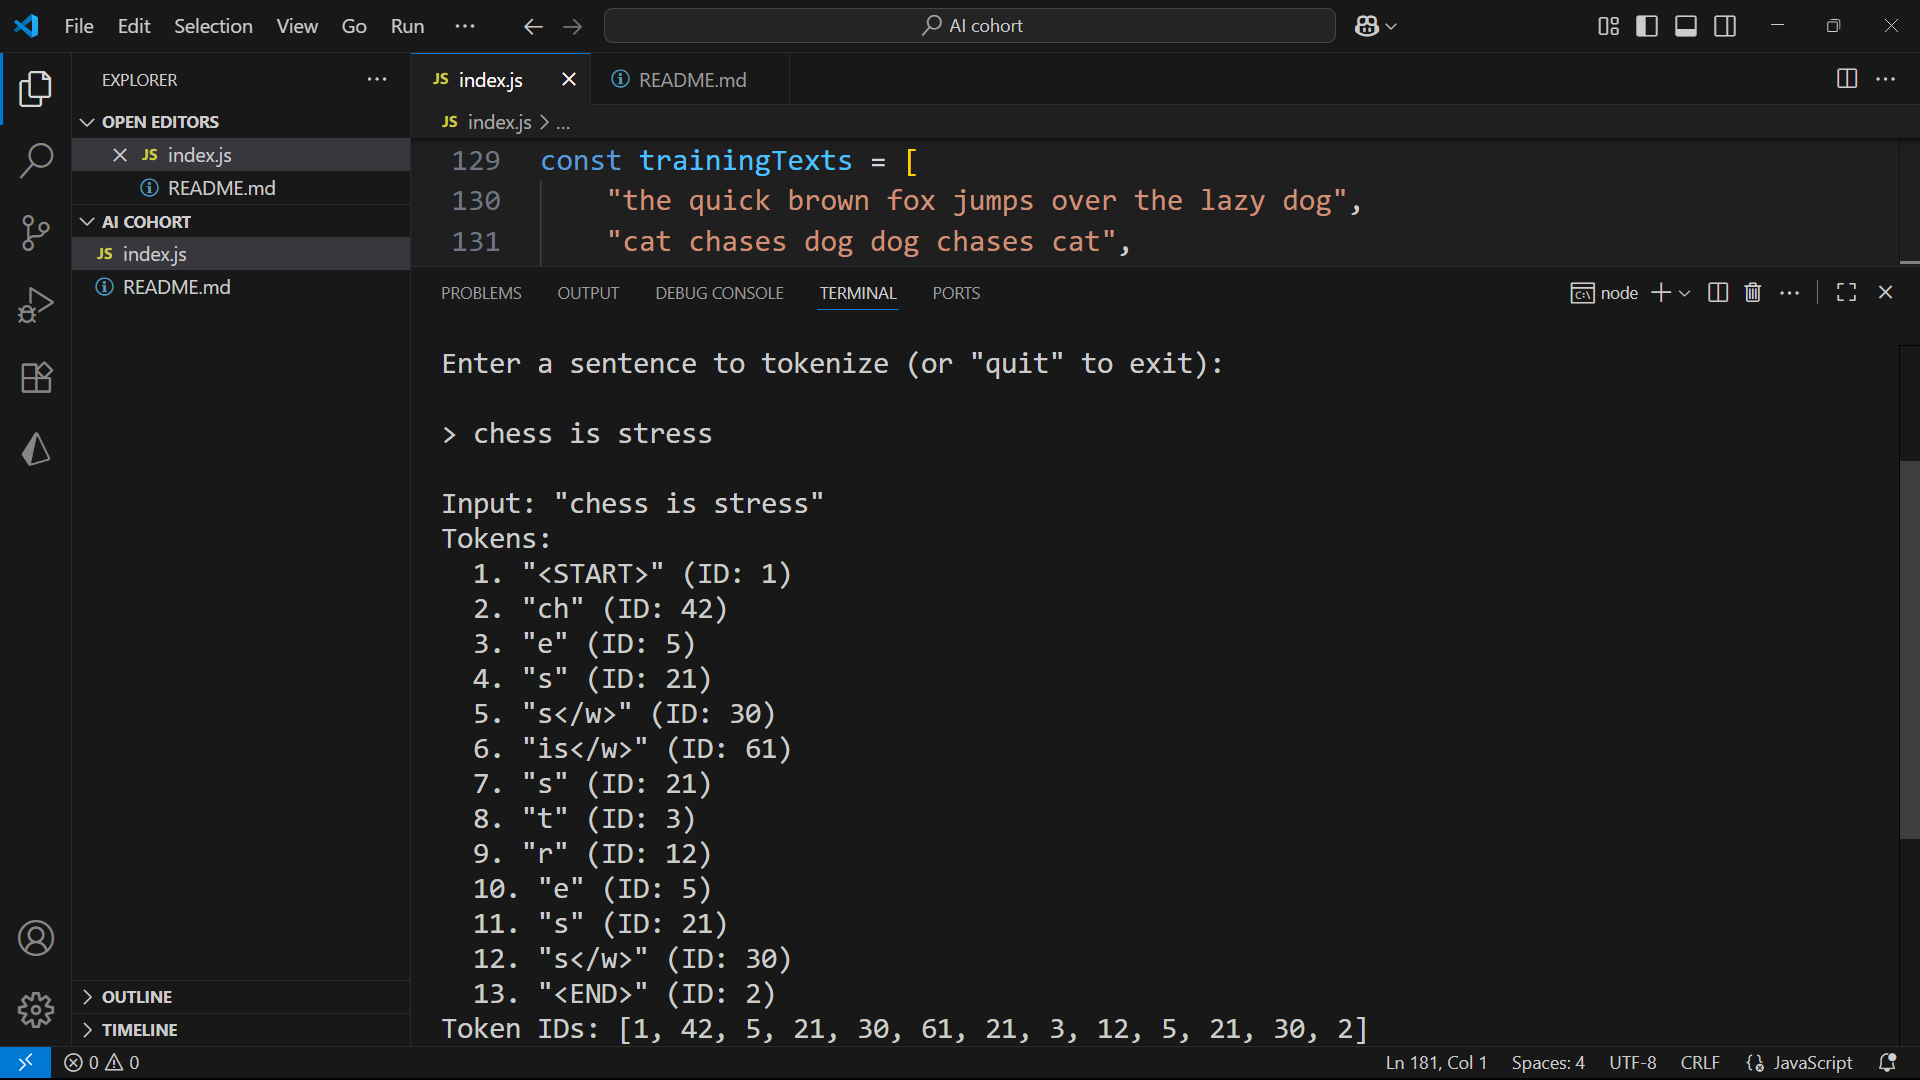 File Edit Selection View Go Run ··· AI cohort
EXPLORER ···
OPEN EDITORS
JS index.js
README.md
AI COHORT
JS index.js
README.md
OUTLINE
TIMELINE
JS index.js README.md ···
JS index.js > ...
129 const trainingTexts = [
130 "the quick brown fox jumps over the lazy dog",
131 "cat chases dog dog chases cat",
PROBLEMS OUTPUT DEBUG CONSOLE TERMINAL PORTS node ···
Enter a sentence to tokenize (or "quit" to exit):
> chess is stress
Input: "chess is stress"
Tokens:
1. "<START>" (ID: 1)
2. "ch" (ID: 42)
3. "e" (ID: 5)
4. "s" (ID: 21)
5. "s</w>" (ID: 30)
6. "is</w>" (ID: 61)
7. "s" (ID: 21)
8. "t" (ID: 3)
9. "r" (ID: 12)
10. "e" (ID: 5)
11. "s" (ID: 21)
12. "s</w>" (ID: 30)
13. "<END>" (ID: 2)
Token IDs: [1, 42, 5, 21, 30, 61, 21, 3, 12, 5, 21, 30, 2]
0 0 Ln 181, Col 1 Spaces: 4 UTF-8 CRLF JavaScript